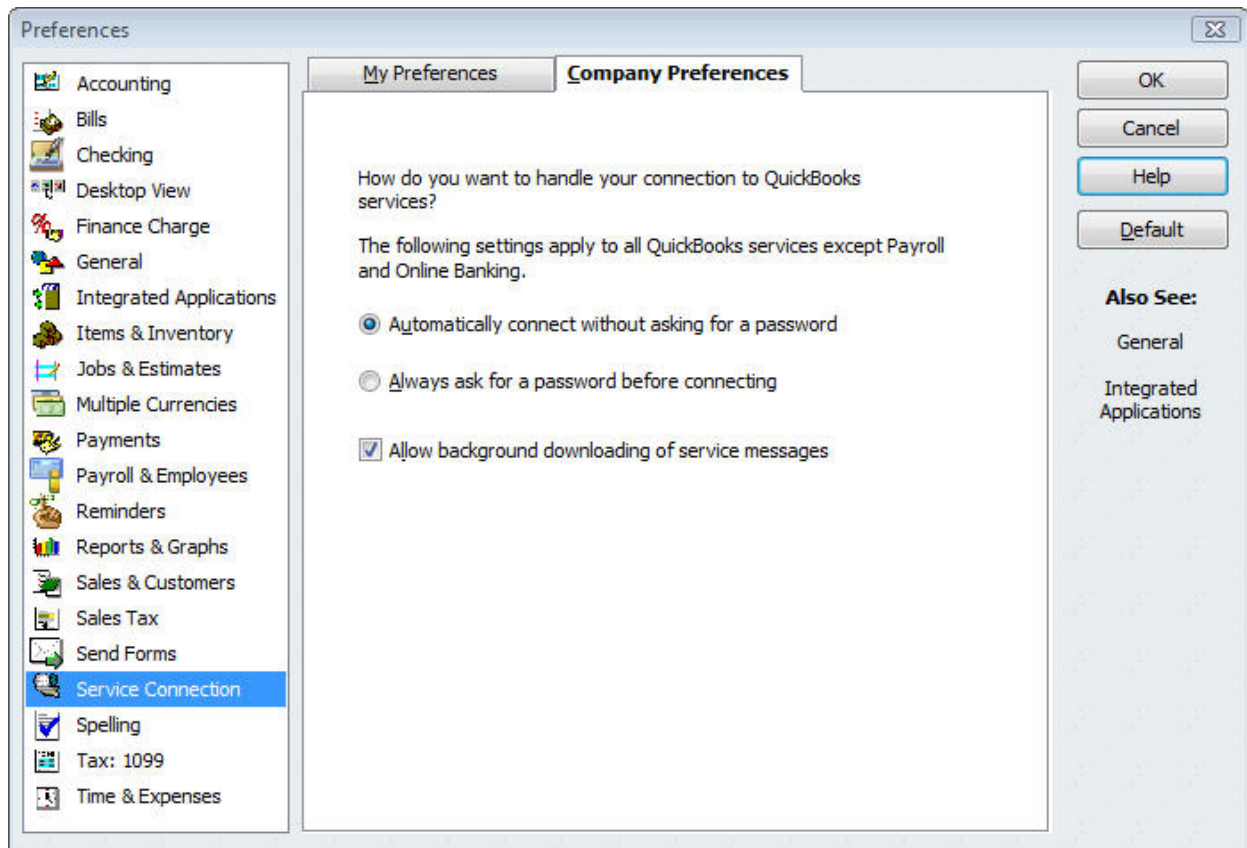 Preferences
Accounting
Bills
Checking
Desktop View
Finance Charge
General
Integrated Applications
Items & Inventory
Jobs & Estimates
Multiple Currencies
Payments
Payroll & Employees
Reminders
Reports & Graphs
Sales & Customers
Sales Tax
Send Forms
Service Connection
Spelling
Tax: 1099
Time & Expenses
My Preferences
Company Preferences
How do you want to handle your connection to QuickBooks
services?
The following settings apply to all QuickBooks services except Payroll
and Online Banking.
Automatically connect without asking for a password
Always ask for a password before connecting
Allow background downloading of service messages
OK
Cancel
Help
Default
Also See:
General
Integrated
Applications